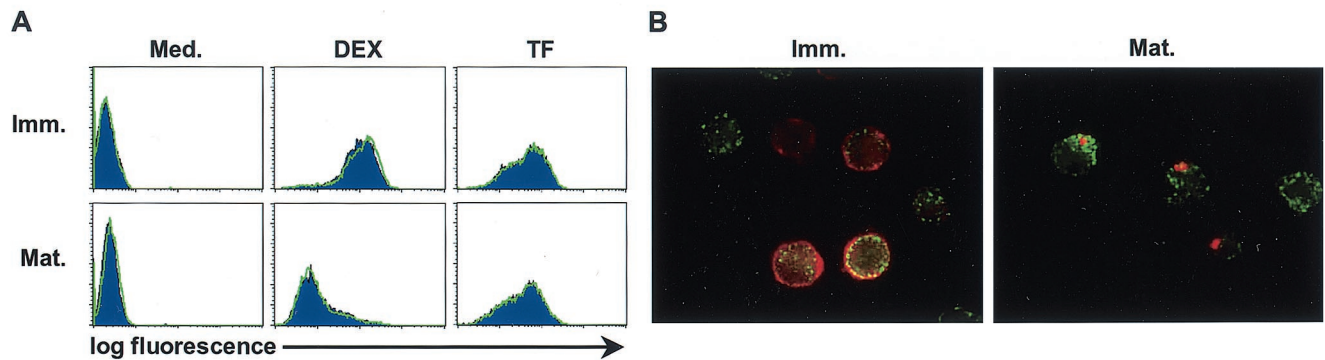 A
Med.
DEX
TF
Imm.
Mat.
log fluorescence
B
Imm.
Mat.